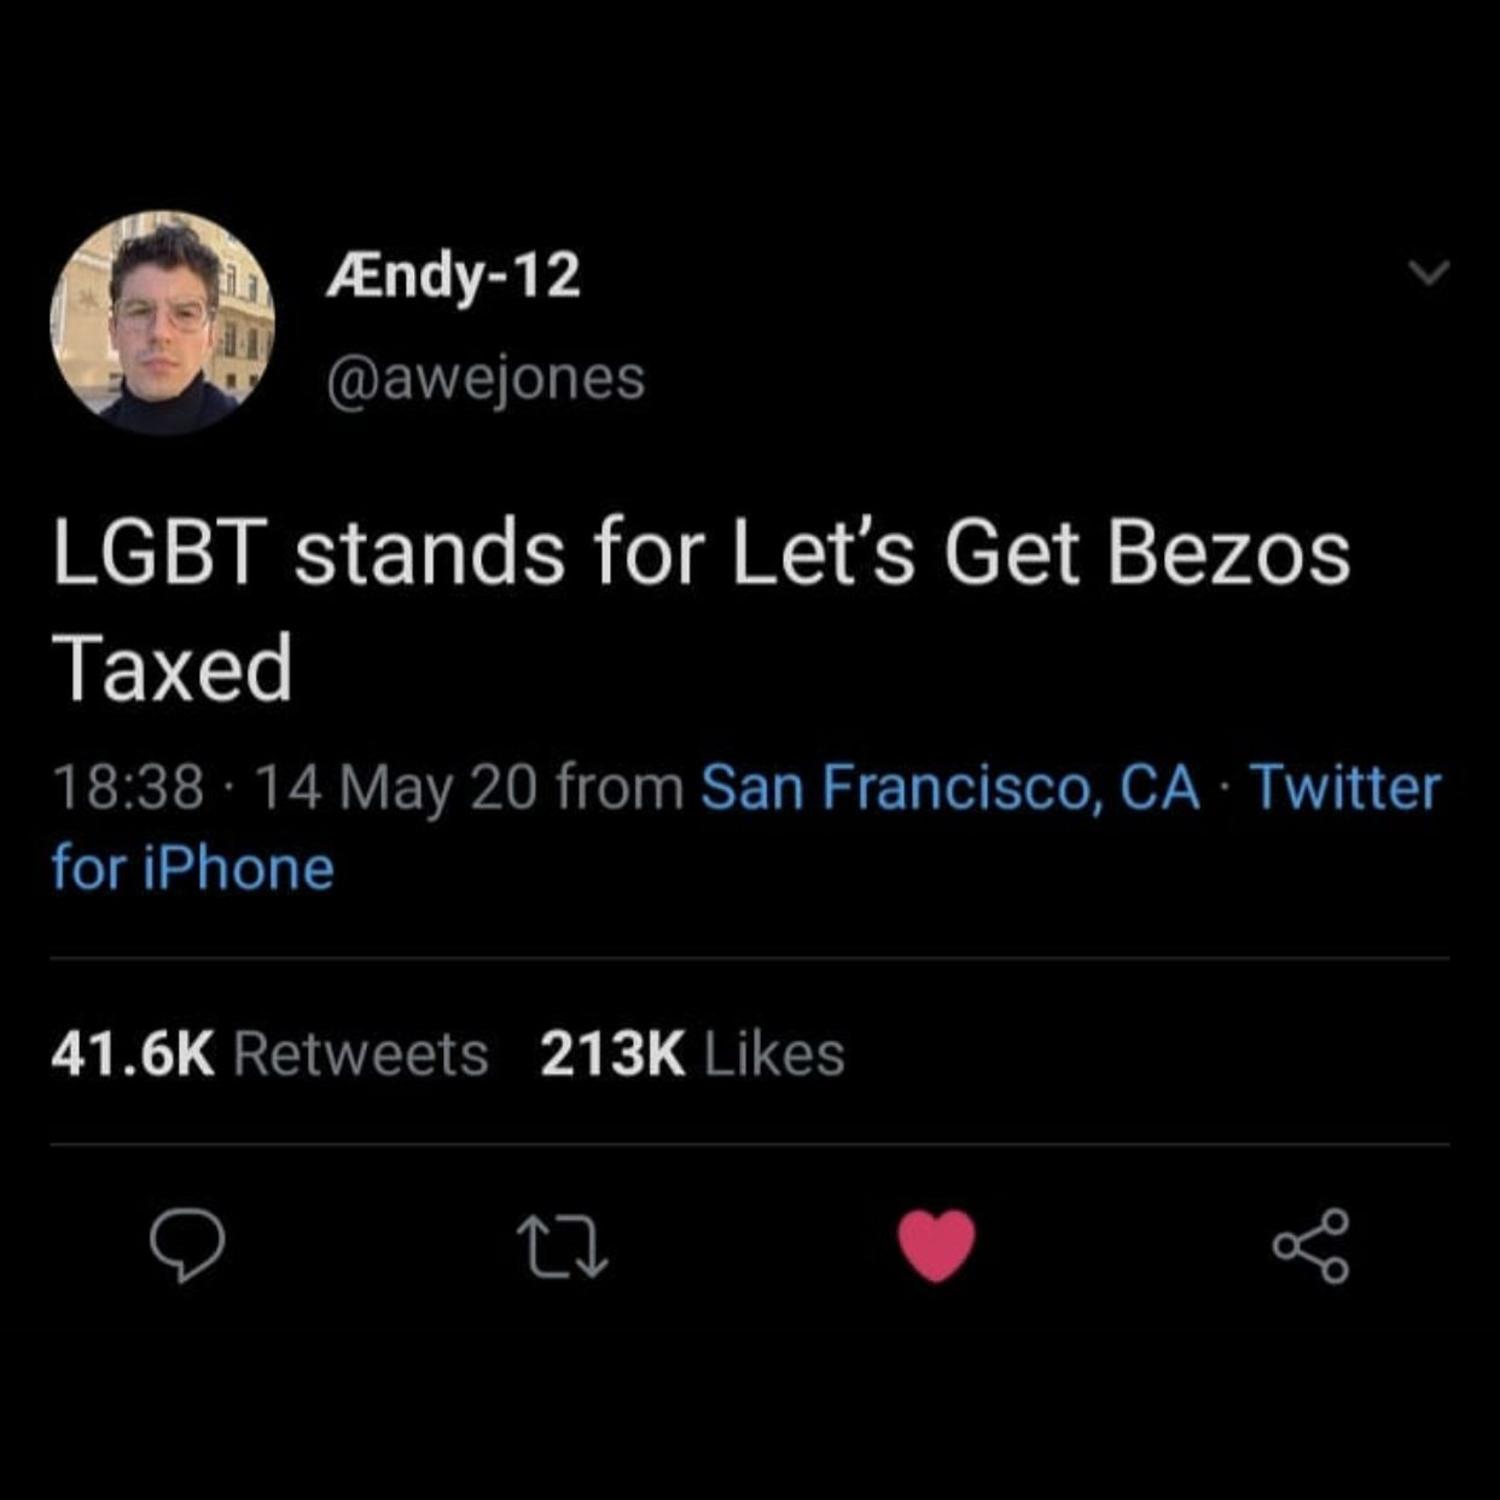 Ændy-12
@awejones
LGBT stands for Let’s Get Bezos
Taxed
18:38 · 14 May 20 from San Francisco, CA · Twitter
for iPhone
41.6K Retweets 213K Likes